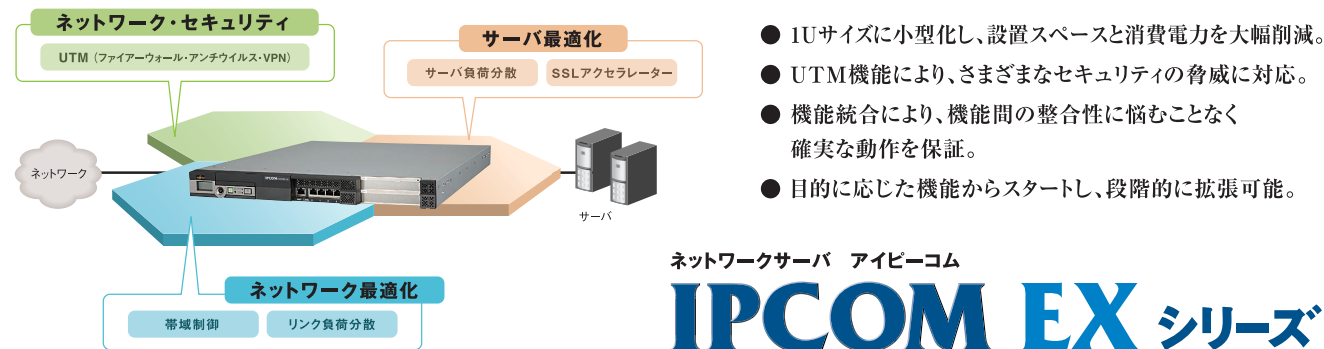 ネットワーク・セキュリティ
UTM（ファイアーウォール・アンチウイルス・VPN）
サーバ最適化
サーバ負荷分散
SSLアクセラレーター
ネットワーク
IPCOM
サーバ
ネットワーク最適化
帯域制御
リンク負荷分散
● 1Uサイズに小型化し、設置スペースと消費電力を大幅削減。
● UTM機能により、さまざまなセキュリティの脅威に対応。
● 機能統合により、機能間の整合性に悩むことなく
確実な動作を保証。
● 目的に応じた機能からスタートし、段階的に拡張可能。
ネットワークサーバ アイピーコム
IPCOM EX シリーズ